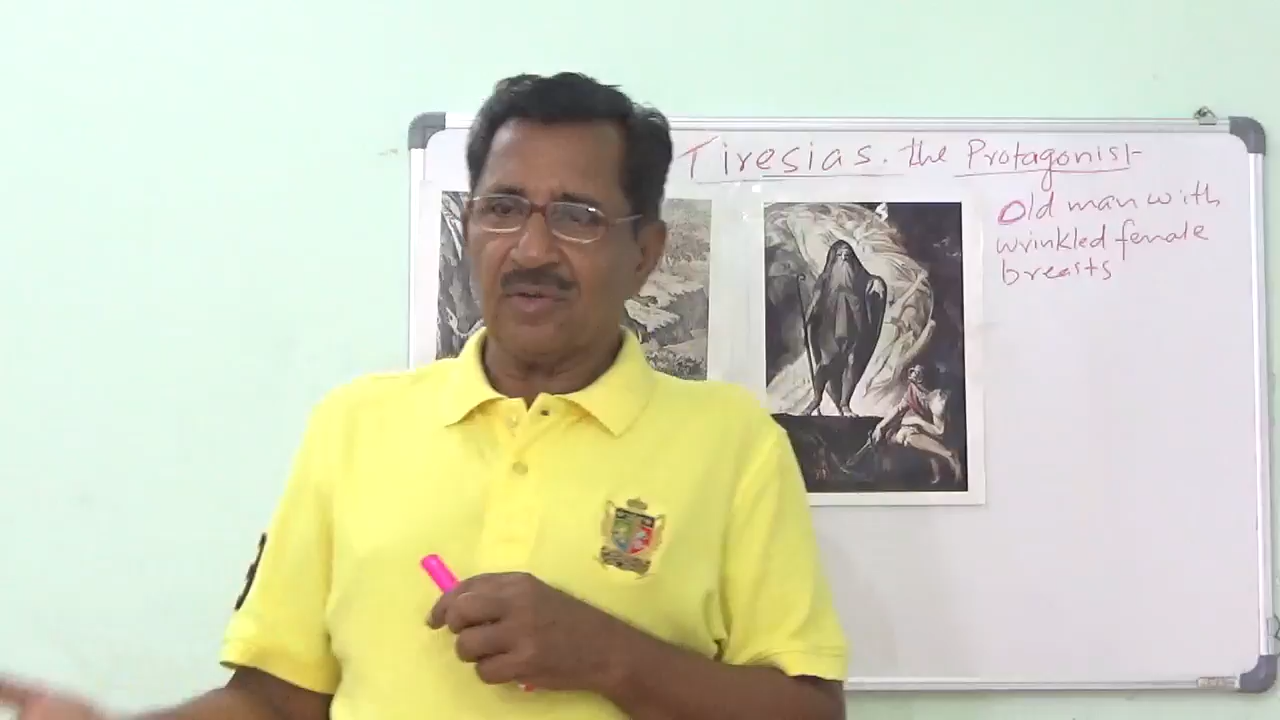 Tiresias. the Protagonist
Old man with
wrinkled female
breasts